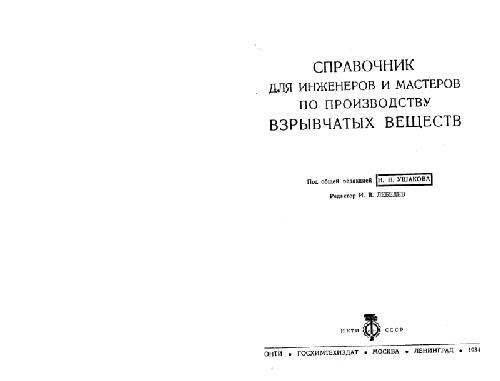 СПРАВОЧНИК
ДЛЯ ИНЖЕНЕРОВ И МАСТЕРОВ
ПО ПРОИЗВОДСТВУ
ВЗРЫВЧАТЫХ ВЕЩЕСТВ
Под общей редакцией Н. Н. УШАКОВА
Редактор И. В. ЛЕБЕДЕВ
НКТП СССР
ОНТИ • ГОСХИМТЕХИЗДАТ • МОСКВА • ЛЕНИНГРАД • 1934